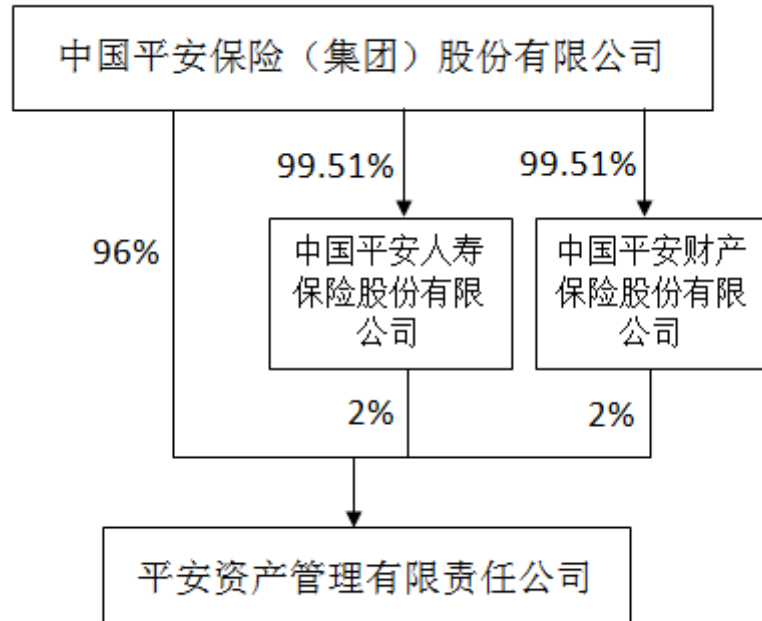 中国平安保险（集团）股份有限公司
99.51%
99.51%
96%
中国平安人寿
保险股份有限
公司
中国平安财产
保险股份有限
公司
2%
2%
平安资产管理有限责任公司